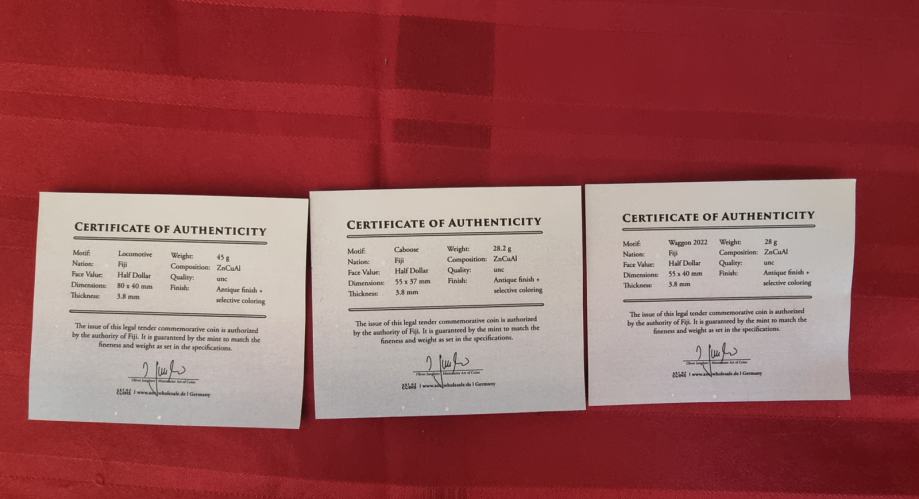 CERTIFICATE OF AUTHENTICITY
Motif: Locomotive Weight: 45 g
Nation: Fiji Composition: ZnCuAl
Face Value: Half Dollar Quality: unc
Dimensions: 80 x 40 mm Finish: Antique finish +
Thickness: 3.8 mm selective coloring
The issue of this legal tender commemorative coin is authorized
by the authority of Fiji. It is guaranteed by the mint to match the
fineness and weight as set in the specifications.
Germany
CERTIFICATE OF AUTHENTICITY
Motif: Caboose Weight: 28.2 g
Nation: Fiji Composition: ZnCuAl
Face Value: Half Dollar Quality: unc
Dimensions: 55 x 37 mm Finish: Antique finish +
Thickness: 3.8 mm selective coloring
The issue of this legal tender commemorative coin is authorized
by the authority of Fiji. It is guaranteed by the mint to match the
fineness and weight as set in the specifications.
Germany
CERTIFICATE OF AUTHENTICITY
Motif: Waggon 2022 Weight: 28 g
Nation: Fiji Composition: ZnCuAl
Face Value: Half Dollar Quality: unc
Dimensions: 55 x 40 mm Finish: Antique finish +
Thickness: 3.8 mm selective coloring
The issue of this legal tender commemorative coin is authorized
by the authority of Fiji. It is guaranteed by the mint to match the
fineness and weight as set in the specifications.
Germany